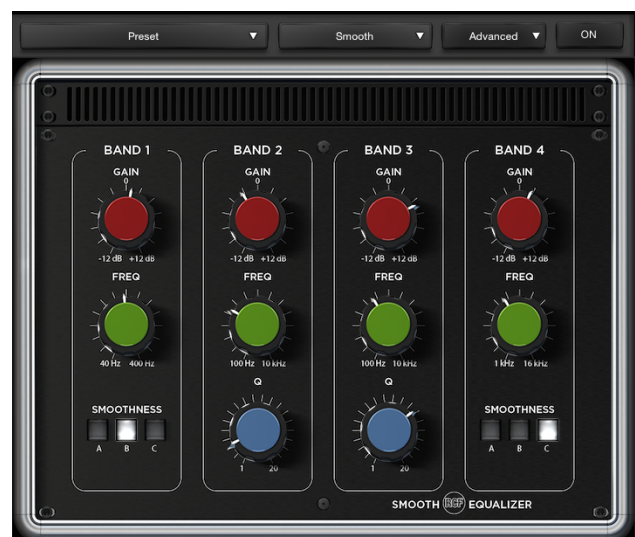 Preset Smooth Advanced ON
BAND 1 BAND 2 BAND 3 BAND 4
GAIN GAIN GAIN GAIN
0 0 0 0
-12 dB +12 dB -12 dB +12 dB -12 dB +12 dB -12 dB +12 dB
FREQ FREQ FREQ FREQ
40 Hz 400 Hz 100 Hz 10 kHz 100 Hz 10 kHz 1 kHz 16 kHz
Q Q
SMOOTHNESS SMOOTHNESS
A B C A B C
1 20 1 20
SMOOTH RCF EQUALIZER